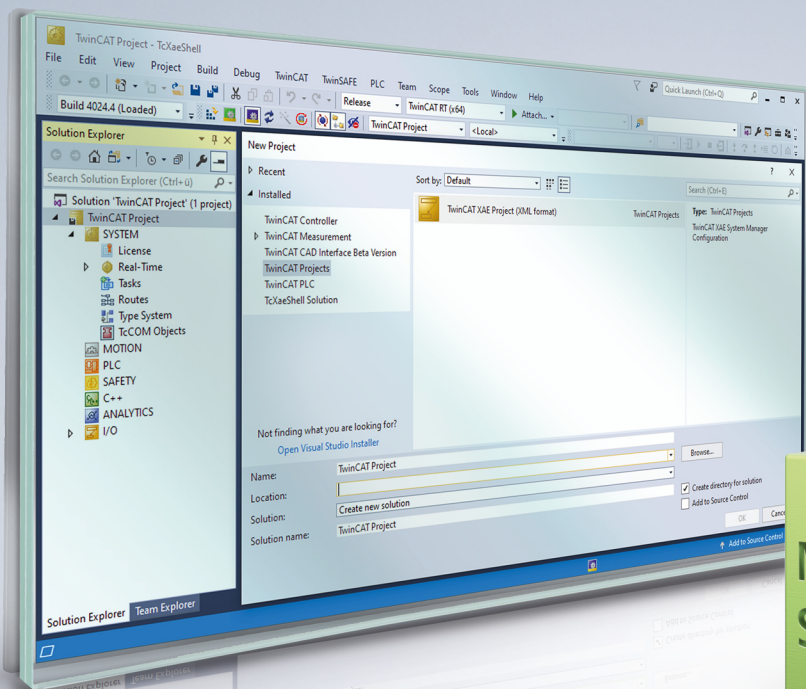 TwinCAT Project - TcXaeShell
Quick Launch (Ctrl+Q)
File Edit View Project Build Debug TwinCAT TwinSAFE PLC Team Scope Tools Window Help
Release TwinCAT RT (x64) Attach...
Build 4024.4 (Loaded) TwinCAT Project <Local>
Solution Explorer
Search Solution Explorer (Ctrl+ü)
Solution 'TwinCAT Project' (1 project)
TwinCAT Project
SYSTEM
License
Real-Time
Tasks
Routes
Type System
TcCOM Objects
MOTION
PLC
SAFETY
C++
ANALYTICS
I/O
Solution Explorer Team Explorer
New Project
Recent
Installed
TwinCAT Controller
TwinCAT Measurement
TwinCAT CAD Interface Beta Version
TwinCAT Projects
TwinCAT PLC
TcXaeShell Solution
Not finding what you are looking for?
Open Visual Studio Installer
Sort by: Default
TwinCAT XAE Project (XML format) TwinCAT Projects
Search (Ctrl+E)
Type: TwinCAT Projects
TwinCAT XAE System Manager
Configuration
Name: TwinCAT Project
Location:
Browse...
Solution: Create new solution
Solution name: TwinCAT Project
Create directory for solution
Add to Source Control
OK
Add to Source Control